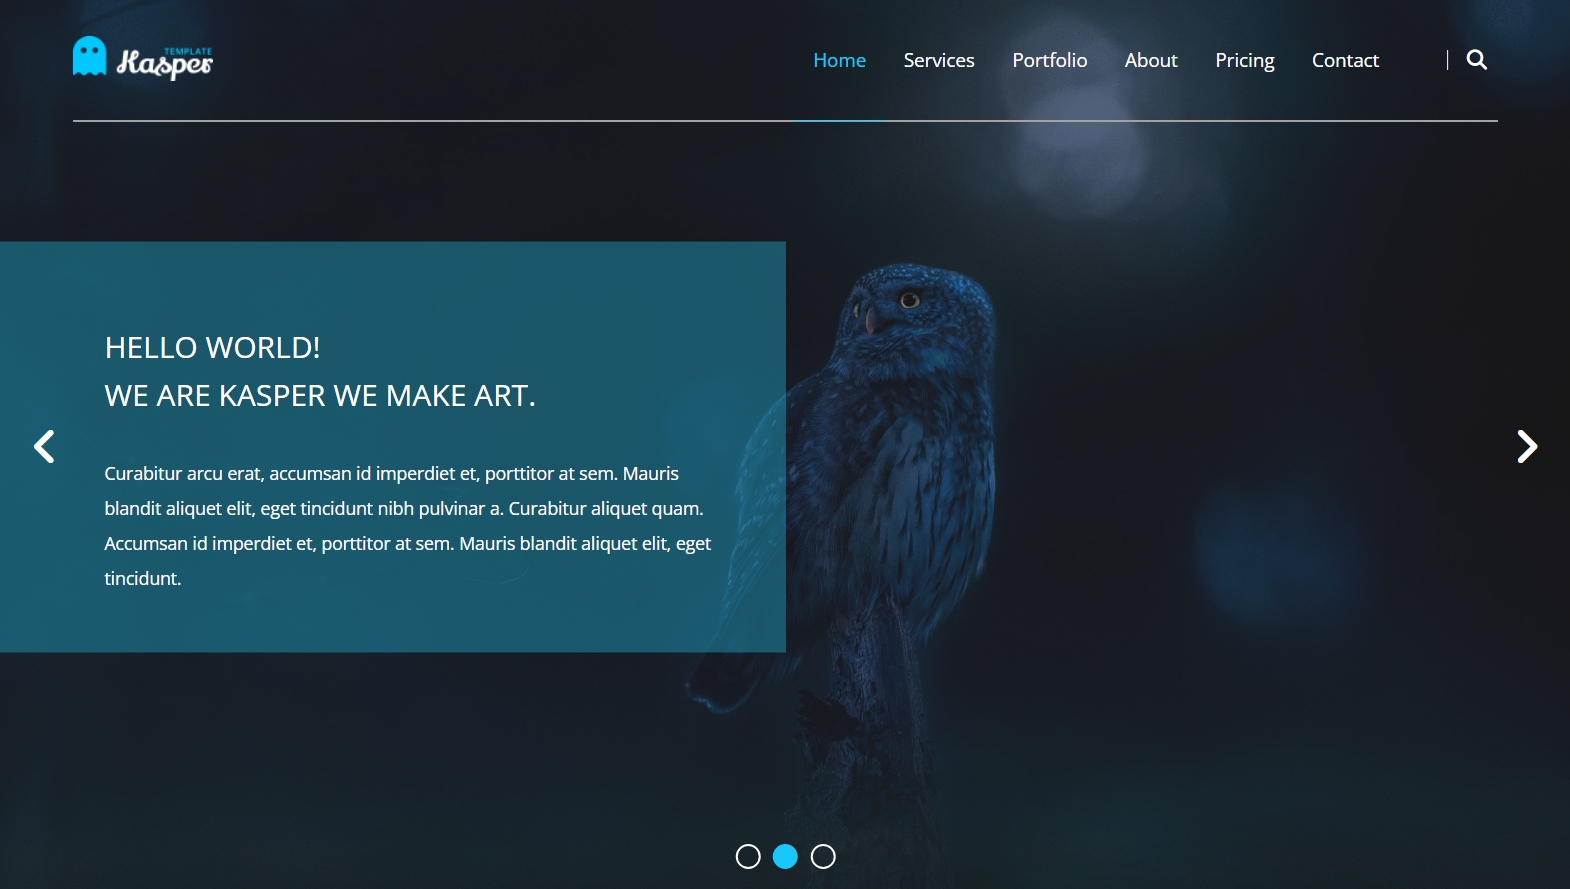 TEMPLATE
Kasper
Home Services Portfolio About Pricing Contact
HELLO WORLD!
WE ARE KASPER WE MAKE ART.
Curabitur arcu erat, accumsan id imperdiet et, porttitor at sem. Mauris
blandit aliquet elit, eget tincidunt nibh pulvinar a. Curabitur aliquet quam.
Accumsan id imperdiet et, porttitor at sem. Mauris blandit aliquet elit, eget
tincidunt.